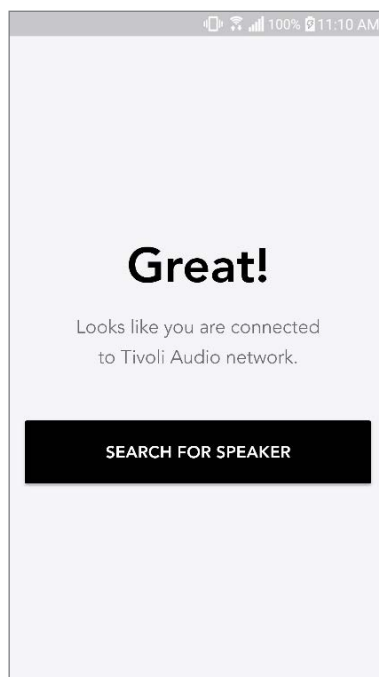 100% 11:10 AM
Great!
Looks like you are connected
to Tivoli Audio network.
SEARCH FOR SPEAKER